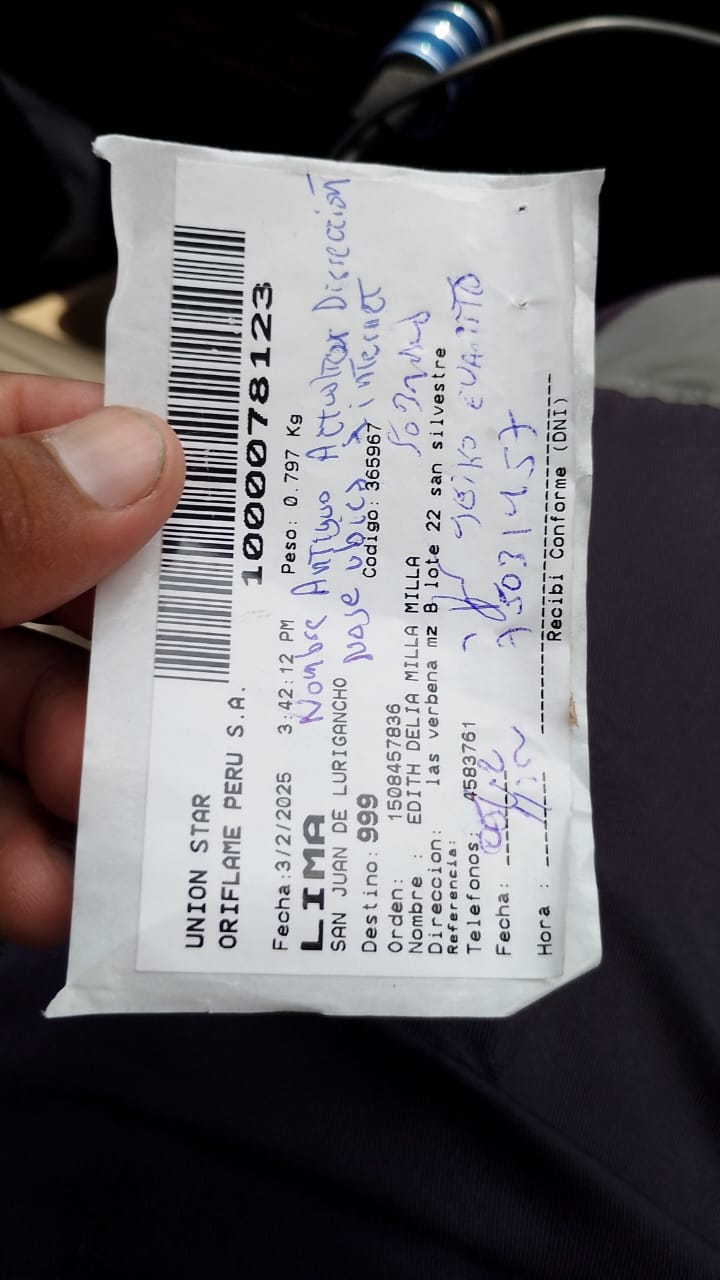 UNION STAR
ORIFLAME PERU S.A.
1000078123
Fecha:3/2/2025 3:42:12 PM Peso: 0.797 Kg
LIMA
Nombre Antiguo Actualizar Dirección
SAN JUAN DE LURIGANCHO
nose ubica x internet
Destino: 999 Codigo: 365967
Orden: 1508457836
Nombre : EDITH DELIA MILLA MILLA
Direccion: las verbena mz B lote 22 san silvestre
Referencia:
Telefonos: 4583761
Fecha:
Hora :
Recibi Conforme (DNI)